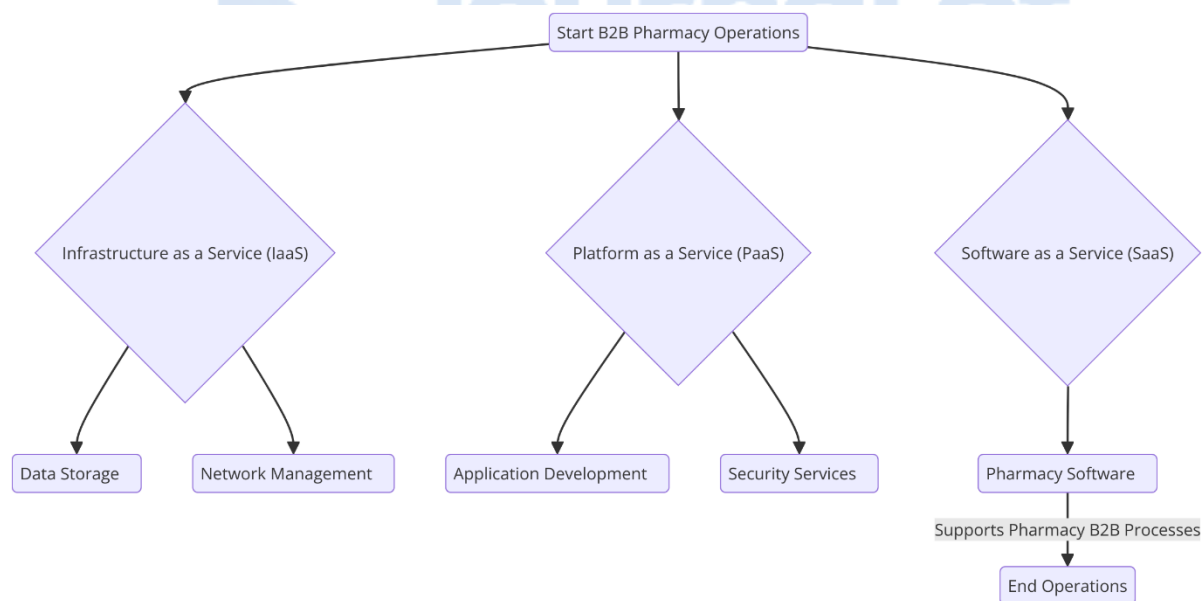 Start B2B Pharmacy Operations
Infrastructure as a Service (IaaS)
Platform as a Service (PaaS)
Software as a Service (SaaS)
Data Storage
Network Management
Application Development
Security Services
Pharmacy Software
Supports Pharmacy B2B Processes
End Operations